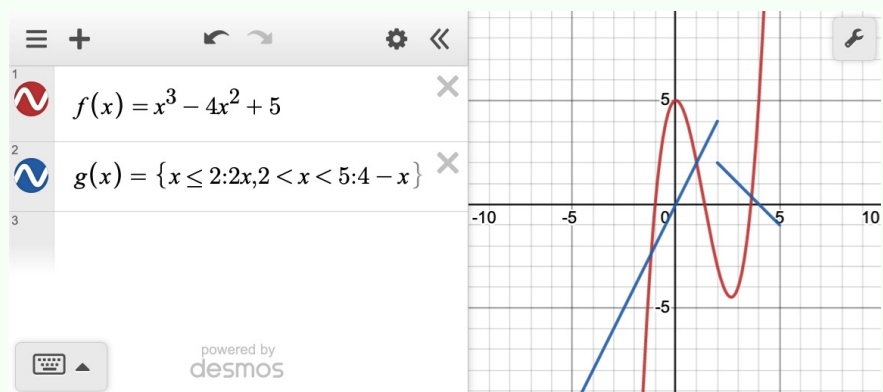 1
f(x) = x³ − 4x² + 5
2
g(x) = {x ≤ 2:2x,2 < x < 5:4 − x}
3
powered by
desmos
5
-10 -5 0 5 10
-5